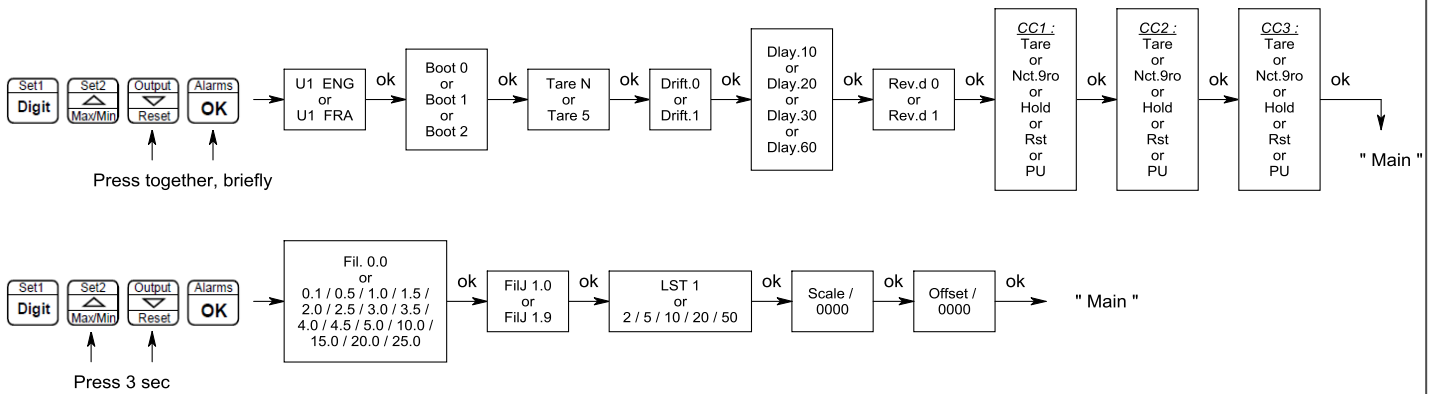 Set1
Digit
Set2
Max/Min
Output
Reset
Alarms
OK
Press together, briefly
U1 ENG
or
U1 FRA
ok
Boot 0
or
Boot 1
or
Boot 2
ok
Tare N
or
Tare 5
ok
Drift.0
or
Drift.1
ok
Dlay.10
or
Dlay.20
or
Dlay.30
or
Dlay.60
ok
Rev.d 0
or
Rev.d 1
ok
CC1 :
Tare
or
Nct.9ro
or
Hold
or
Rst
or
PU
ok
CC2 :
Tare
or
Nct.9ro
or
Hold
or
Rst
or
PU
ok
CC3 :
Tare
or
Nct.9ro
or
Hold
or
Rst
or
PU
ok
" Main "
Set1
Digit
Set2
Max/Min
Output
Reset
Alarms
OK
Press 3 sec
Fil. 0.0
or
0.1 / 0.5 / 1.0 / 1.5 /
2.0 / 2.5 / 3.0 / 3.5 /
4.0 / 4.5 / 5.0 / 10.0 /
15.0 / 20.0 / 25.0
ok
FilJ 1.0
or
FilJ 1.9
ok
LST 1
or
2 / 5 / 10 / 20 / 50
ok
Scale /
0000
ok
Offset /
0000
ok
" Main "